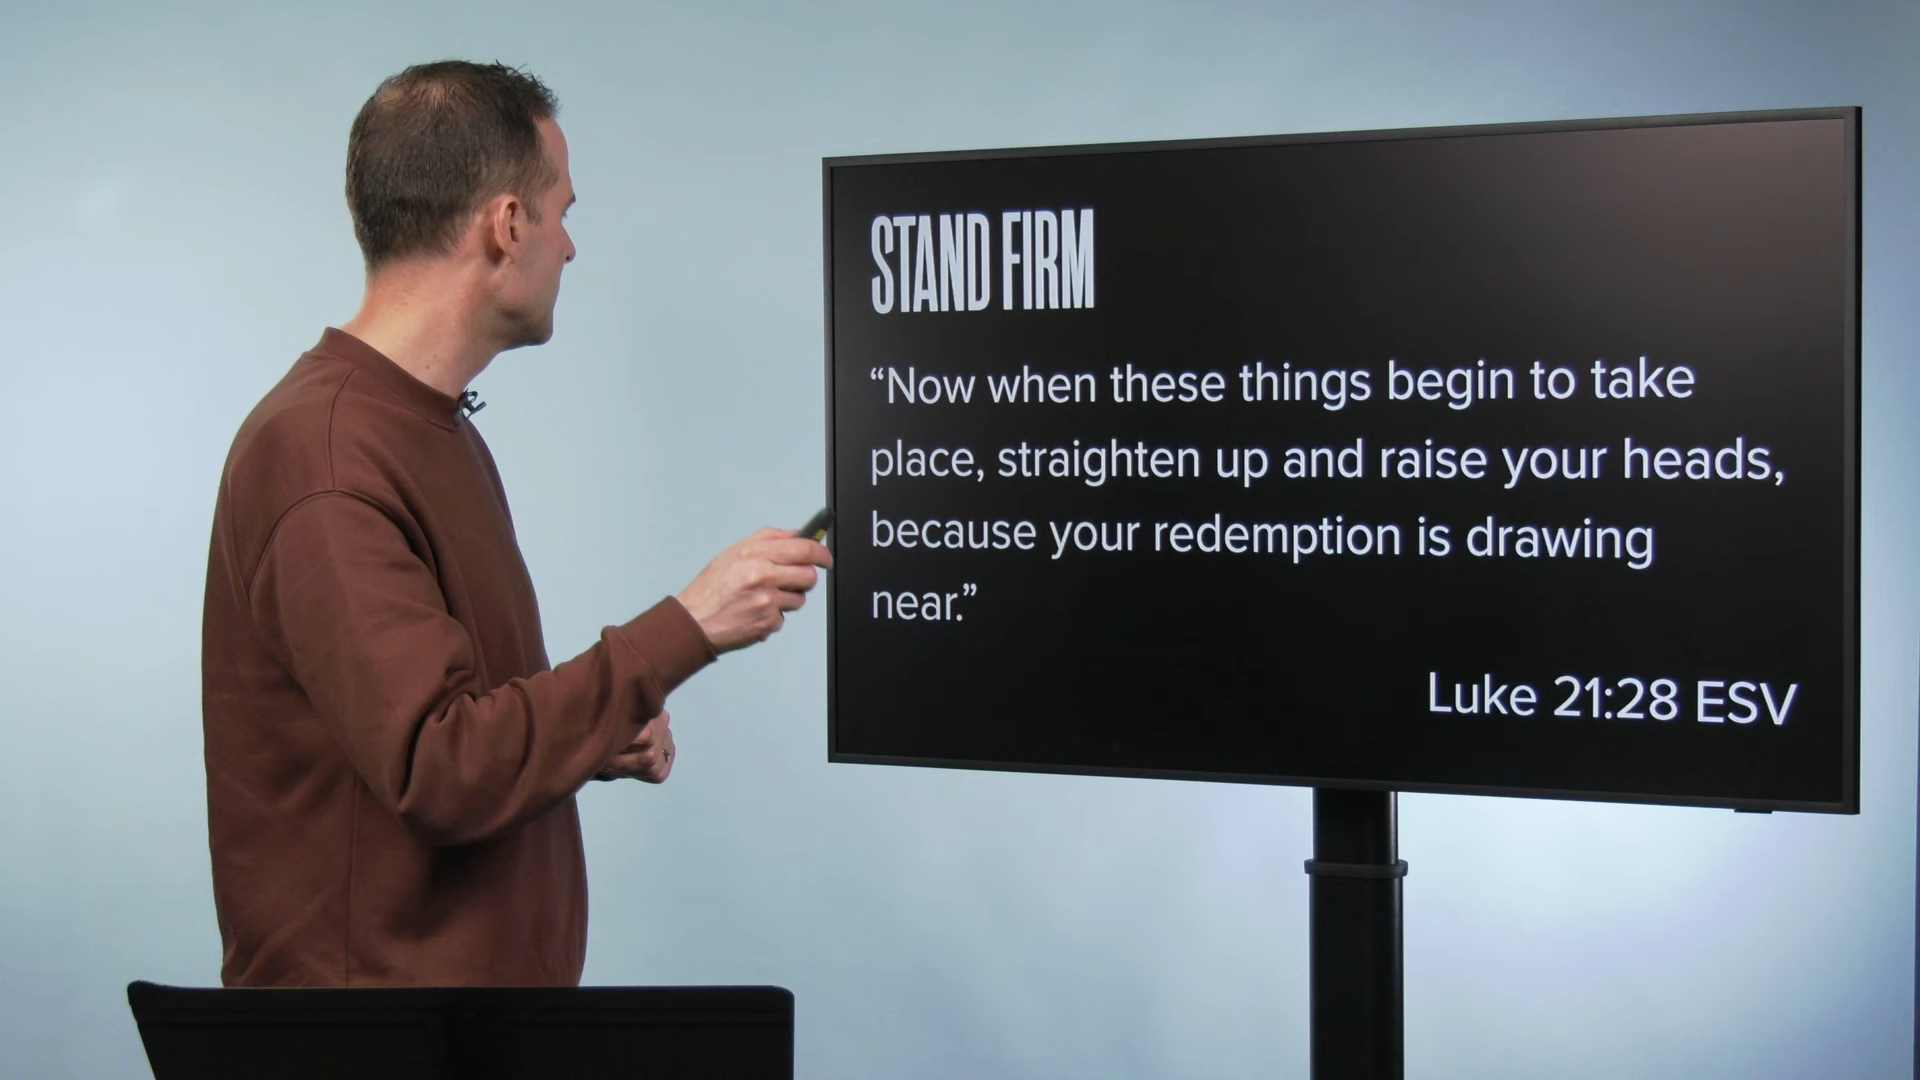 STAND FIRM
“Now when these things begin to take
place, straighten up and raise your heads,
because your redemption is drawing
near.”
Luke 21:28 ESV